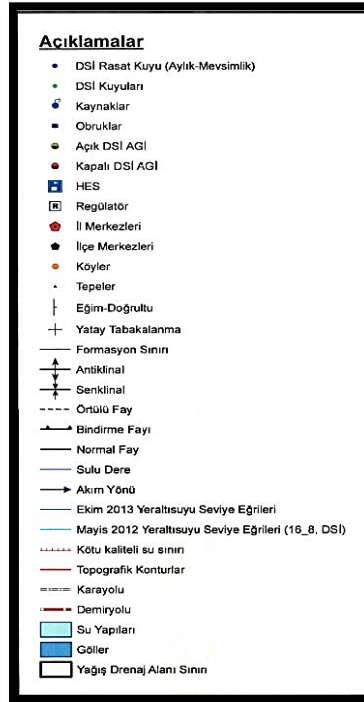 Açıklamalar
DSİ Rasat Kuyu (Aylık-Mevsimlik)
DSİ Kuyuları
Kaynaklar
Obruklar
Açık DSİ AGİ
Kapalı DSİ AGİ
HES
R Regülatör
İl Merkezleri
İlçe Merkezleri
Köyler
Tepeler
Eğim-Doğrultu
Yatay Tabakalanma
Formasyon Sınırı
Antiklinal
Senklinal
Örtülü Fay
Bindirme Fayı
Normal Fay
Sulu Dere
Akım Yönü
Ekim 2013 Yeraltısuyu Seviye Eğrileri
Mayis 2012 Yeraltısuyu Seviye Eğrileri (16_8, DSİ)
Kötu kaliteli su sınırı
Topografik Konturlar
Karayolu
Demiryolu
Su Yapıları
Göller
Yağış Drenaj Alanı Sınırı